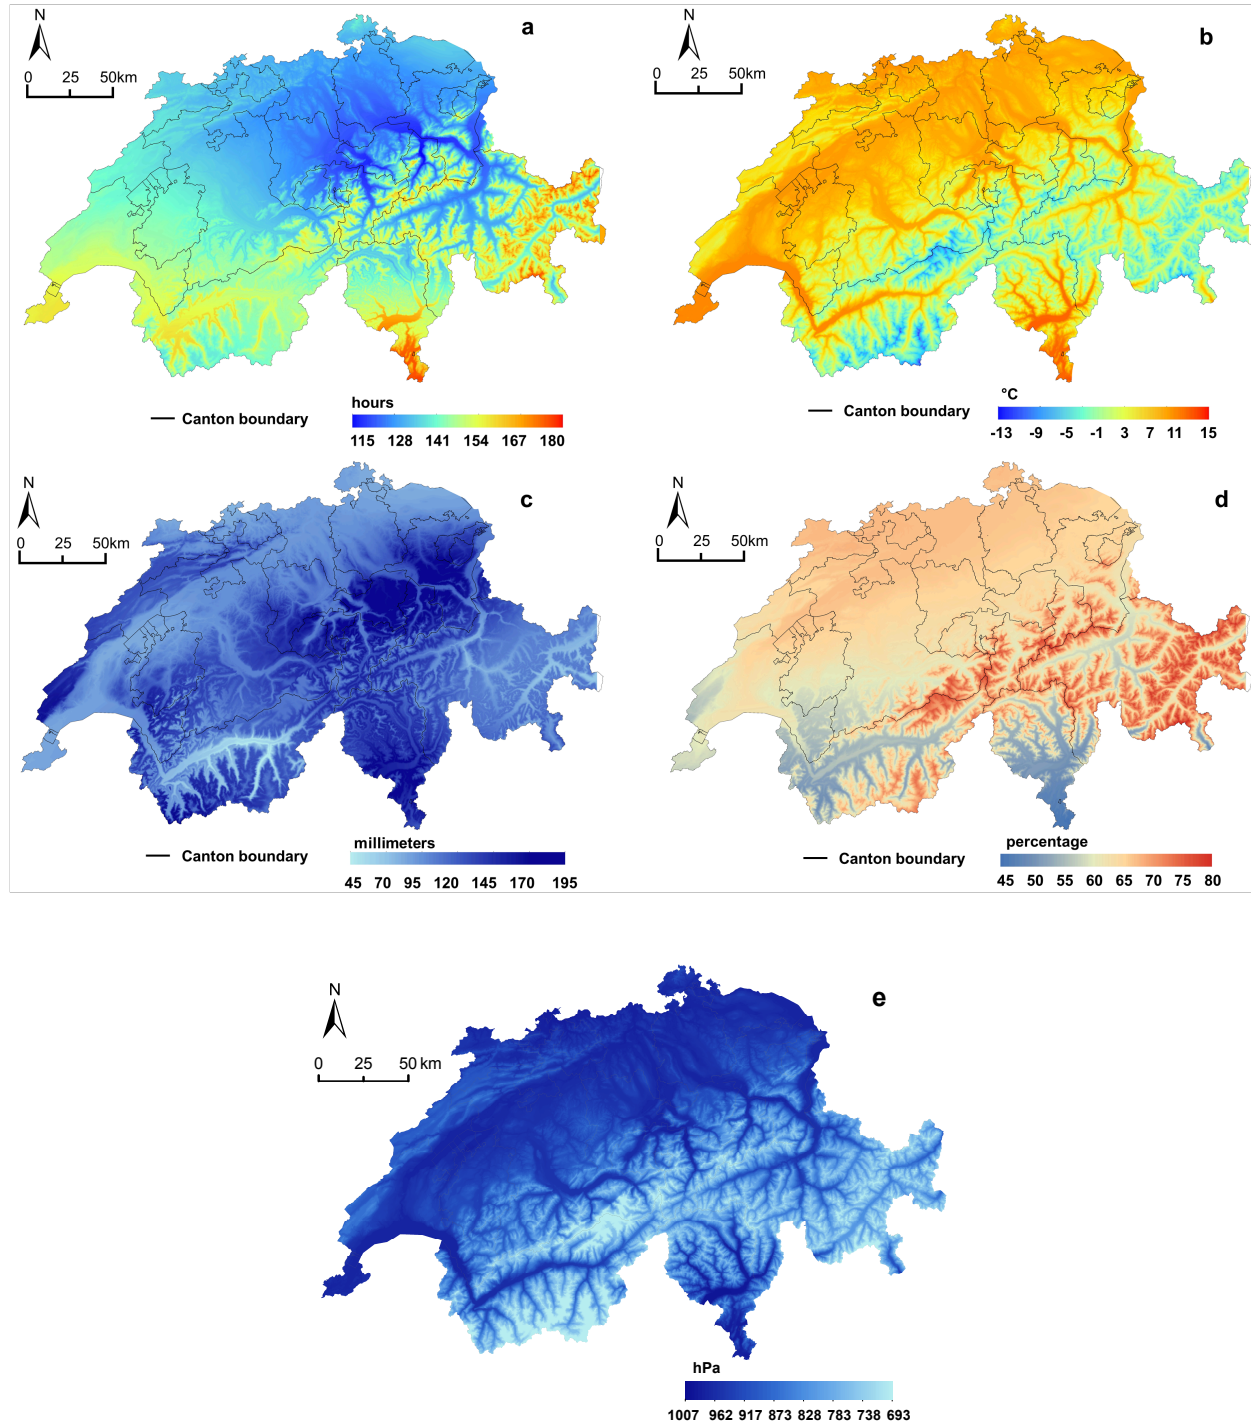 N
a
0 25 50km
hours
Canton boundary
115 128 141 154 167 180
N
b
0 25 50km
°C
Canton boundary
-13 -9 -5 -1 3 7 11 15
N
c
0 25 50km
millimeters
Canton boundary
45 70 95 120 145 170 195
N
d
0 25 50km
percentage
Canton boundary
45 50 55 60 65 70 75 80
N
e
0 25 50 km
hPa
1007 962 917 873 828 783 738 693